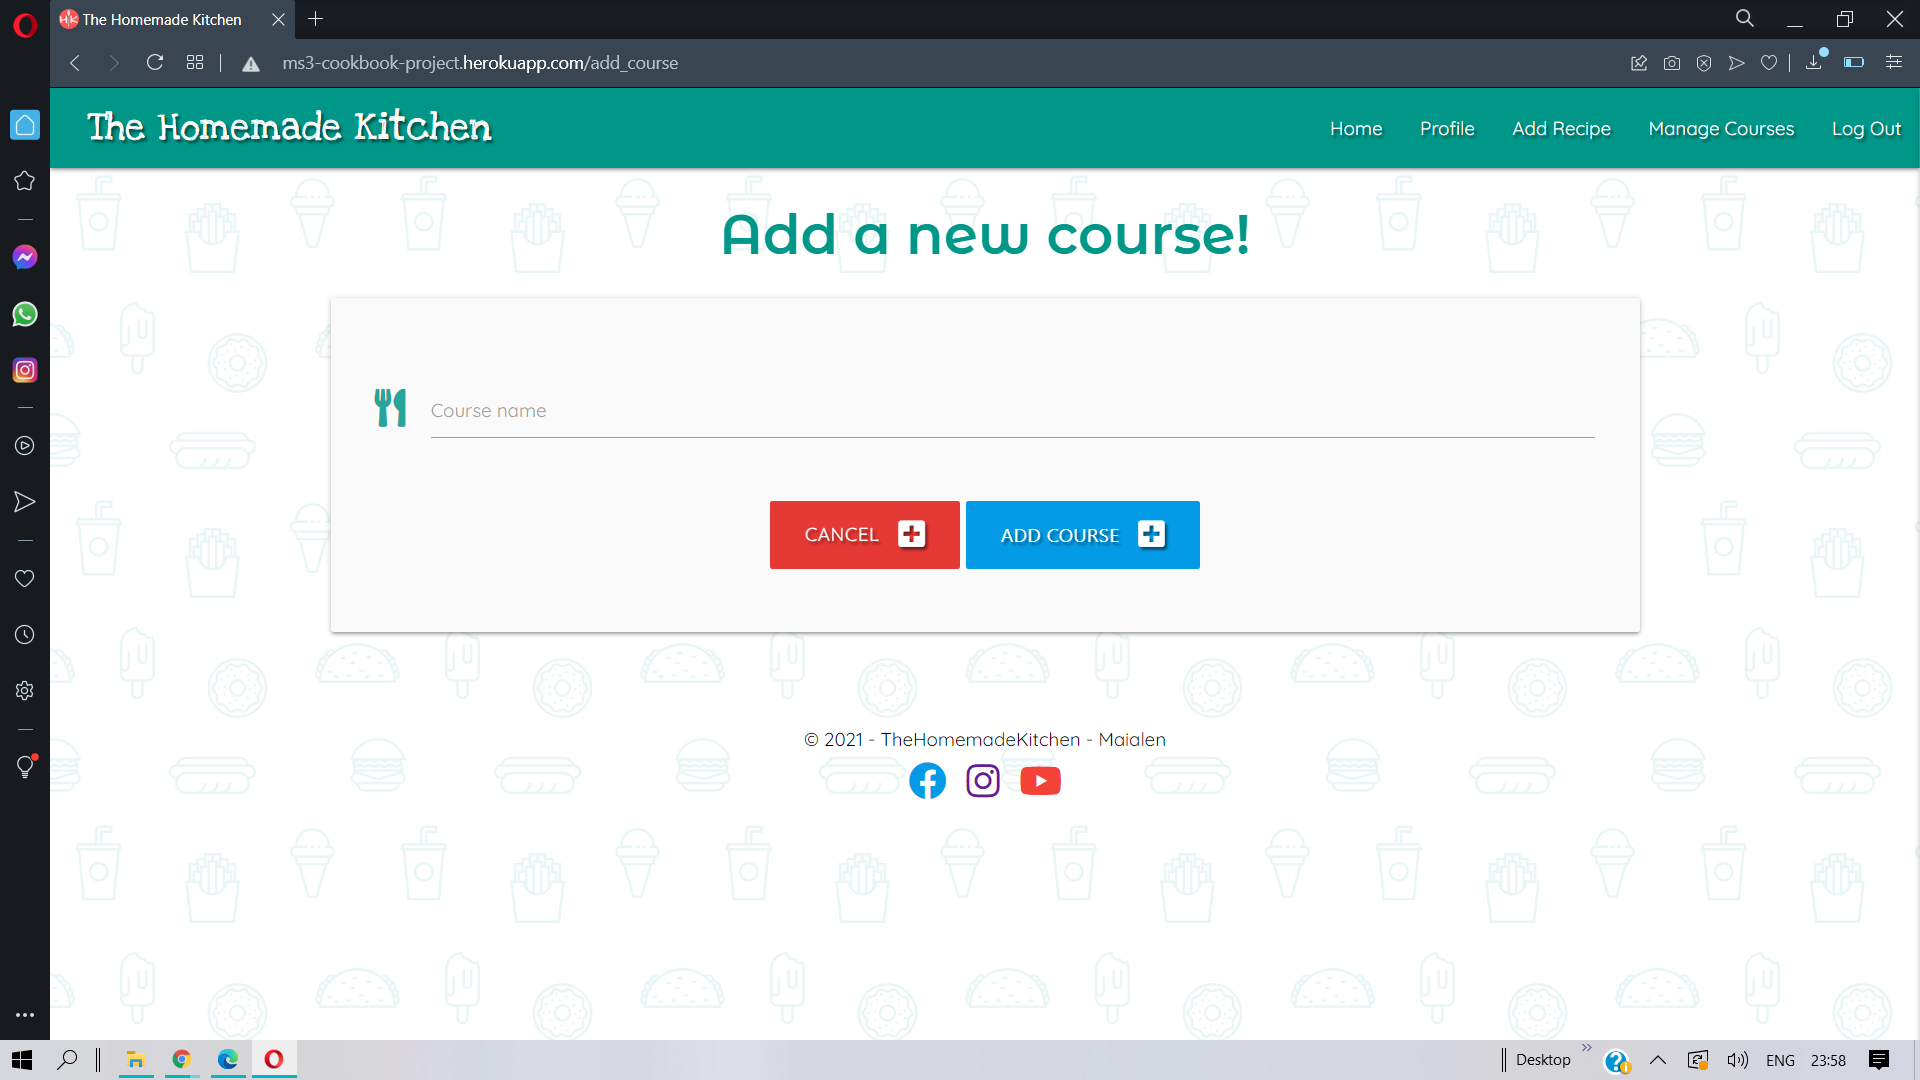 The Homemade Kitchen
ms3-cookbook-project.herokuapp.com/add_course
The Homemade Kitchen
Home Profile Add Recipe Manage Courses Log Out
Add a new course!
Course name
CANCEL ADD COURSE
© 2021 - TheHomemadeKitchen - Maialen
Desktop ENG 23:58